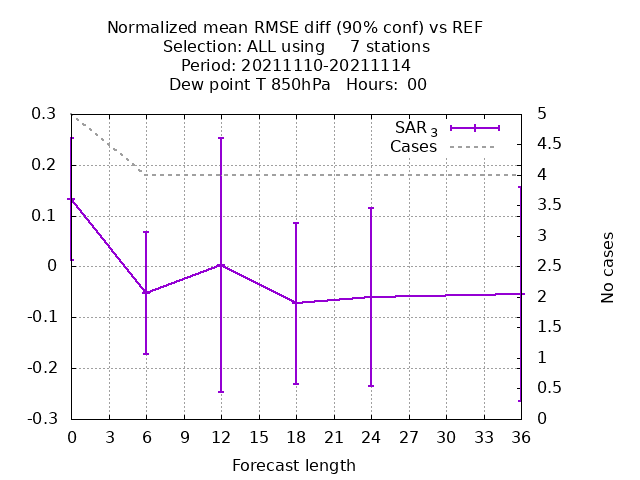 Normalized mean RMSE diff (90% conf) vs REF
Selection: ALL using     7 stations
Period: 20211110-20211114
Dew point T 850hPa   Hours:  00
SAR 3
Cases
0.3
0.2
0.1
0
-0.1
-0.2
-0.3
5
4.5
4
3.5
3
2.5
2
1.5
1
0.5
0
No cases
0 3 6 9 12 15 18 21 24 27 30 33 36
Forecast length